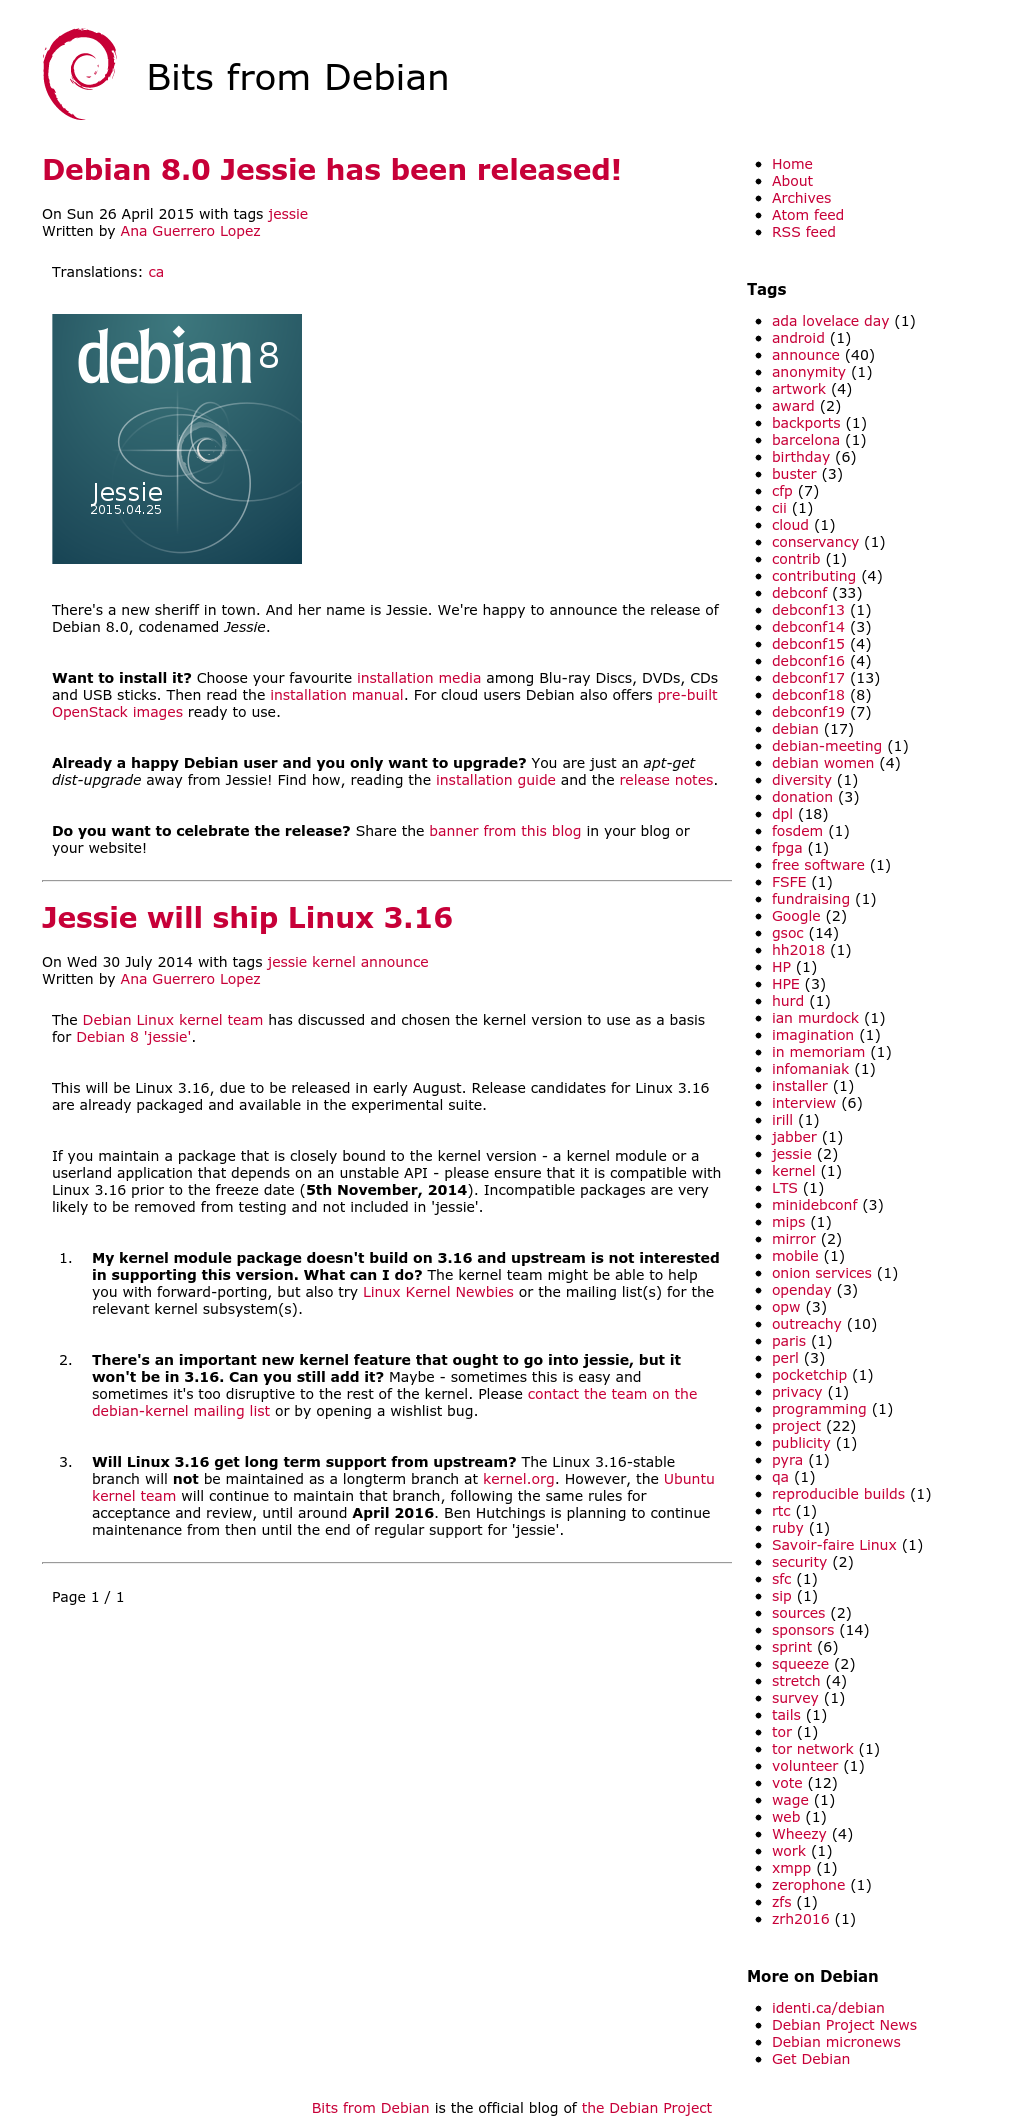 Bits from Debian
Debian 8.0 Jessie has been released!
On Sun 26 April 2015 with tags jessie
Written by Ana Guerrero Lopez
Translations: ca
debian 8
Jessie
2015.04.25
There's a new sheriff in town. And her name is Jessie. We're happy to announce the release of
Debian 8.0, codenamed Jessie.
Want to install it? Choose your favourite installation media among Blu-ray Discs, DVDs, CDs
and USB sticks. Then read the installation manual. For cloud users Debian also offers pre-built
OpenStack images ready to use.
Already a happy Debian user and you only want to upgrade? You are just an apt-get
dist-upgrade away from Jessie! Find how, reading the installation guide and the release notes.
Do you want to celebrate the release? Share the banner from this blog in your blog or
your website!
Jessie will ship Linux 3.16
On Wed 30 July 2014 with tags jessie kernel announce
Written by Ana Guerrero Lopez
The Debian Linux kernel team has discussed and chosen the kernel version to use as a basis
for Debian 8 'jessie'.
This will be Linux 3.16, due to be released in early August. Release candidates for Linux 3.16
are already packaged and available in the experimental suite.
If you maintain a package that is closely bound to the kernel version - a kernel module or a
userland application that depends on an unstable API - please ensure that it is compatible with
Linux 3.16 prior to the freeze date (5th November, 2014). Incompatible packages are very
likely to be removed from testing and not included in 'jessie'.
1. My kernel module package doesn't build on 3.16 and upstream is not interested
in supporting this version. What can I do? The kernel team might be able to help
you with forward-porting, but also try Linux Kernel Newbies or the mailing list(s) for the
relevant kernel subsystem(s).
2. There's an important new kernel feature that ought to go into jessie, but it
won't be in 3.16. Can you still add it? Maybe - sometimes this is easy and
sometimes it's too disruptive to the rest of the kernel. Please contact the team on the
debian-kernel mailing list or by opening a wishlist bug.
3. Will Linux 3.16 get long term support from upstream? The Linux 3.16-stable
branch will not be maintained as a longterm branch at kernel.org. However, the Ubuntu
kernel team will continue to maintain that branch, following the same rules for
acceptance and review, until around April 2016. Ben Hutchings is planning to continue
maintenance from then until the end of regular support for 'jessie'.
Page 1 / 1
Home
About
Archives
Atom feed
RSS feed
Tags
ada lovelace day (1)
android (1)
announce (40)
anonymity (1)
artwork (4)
award (2)
backports (1)
barcelona (1)
birthday (6)
buster (3)
cfp (7)
cii (1)
cloud (1)
conservancy (1)
contrib (1)
contributing (4)
debconf (33)
debconf13 (1)
debconf14 (3)
debconf15 (4)
debconf16 (4)
debconf17 (13)
debconf18 (8)
debconf19 (7)
debian (17)
debian-meeting (1)
debian women (4)
diversity (1)
donation (3)
dpl (18)
fosdem (1)
fpga (1)
free software (1)
FSFE (1)
fundraising (1)
Google (2)
gsoc (14)
hh2018 (1)
HP (1)
HPE (3)
hurd (1)
ian murdock (1)
imagination (1)
in memoriam (1)
infomaniak (1)
installer (1)
interview (6)
irill (1)
jabber (1)
jessie (2)
kernel (1)
LTS (1)
minidebconf (3)
mips (1)
mirror (2)
mobile (1)
onion services (1)
openday (3)
opw (3)
outreachy (10)
paris (1)
perl (3)
pocketchip (1)
privacy (1)
programming (1)
project (22)
publicity (1)
pyra (1)
qa (1)
reproducible builds (1)
rtc (1)
ruby (1)
Savoir-faire Linux (1)
security (2)
sfc (1)
sip (1)
sources (2)
sponsors (14)
sprint (6)
squeeze (2)
stretch (4)
survey (1)
tails (1)
tor (1)
tor network (1)
volunteer (1)
vote (12)
wage (1)
web (1)
Wheezy (4)
work (1)
xmpp (1)
zerophone (1)
zfs (1)
zrh2016 (1)
More on Debian
identi.ca/debian
Debian Project News
Debian micronews
Get Debian
Bits from Debian is the official blog of the Debian Project